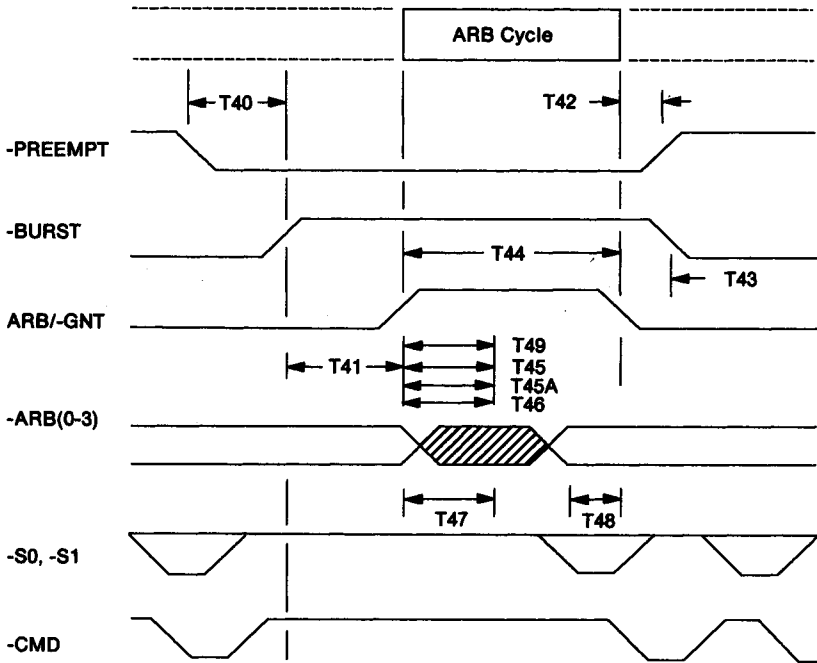 ARB Cycle
T40
T42
-PREEMPT
-BURST
T44
T43
ARB/-GNT
T49
T41
T45
T45A
T46
-ARB(0-3)
T47
T48
-S0, -S1
-CMD